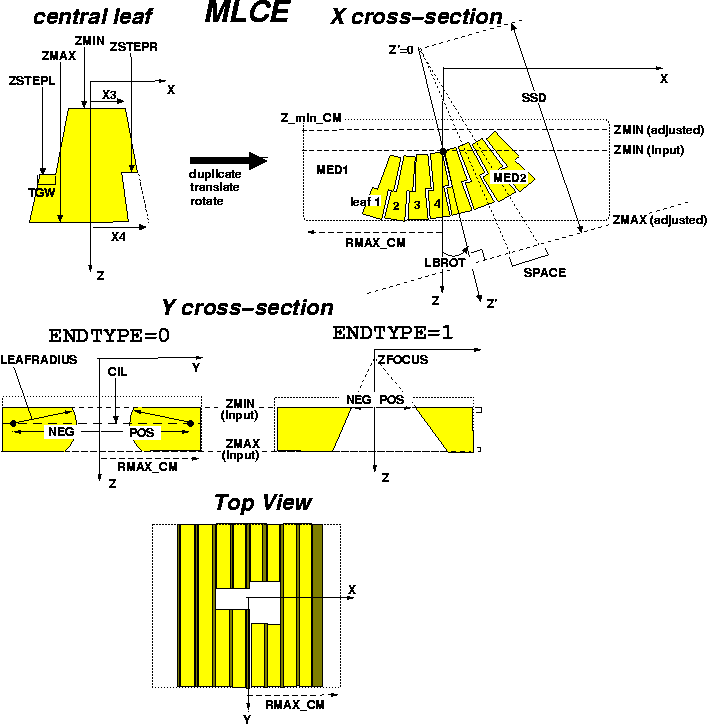 central leaf
MLCE
X cross-section
ZMIN
ZMAX
ZSTEPR
ZSTEPL
X3
X
TGW
X4
Z
duplicate
translate
rotate
Z'=0
X
SSD
Z_min_CM
ZMIN (adjusted)
ZMIN (input)
MED1
MED2
leaf 1
2
3
4
ZMAX (adjusted)
RMAX_CM
LBROT
SPACE
Z
Z'
Y cross-section
ENDTYPE=0
ENDTYPE=1
LEAFRADIUS
CIL
Y
ZFOCUS
NEG
POS
ZMIN
(input)
NEG
POS
ZMAX
(input)
RMAX_CM
Z
Z
Top View
X
RMAX_CM
Y